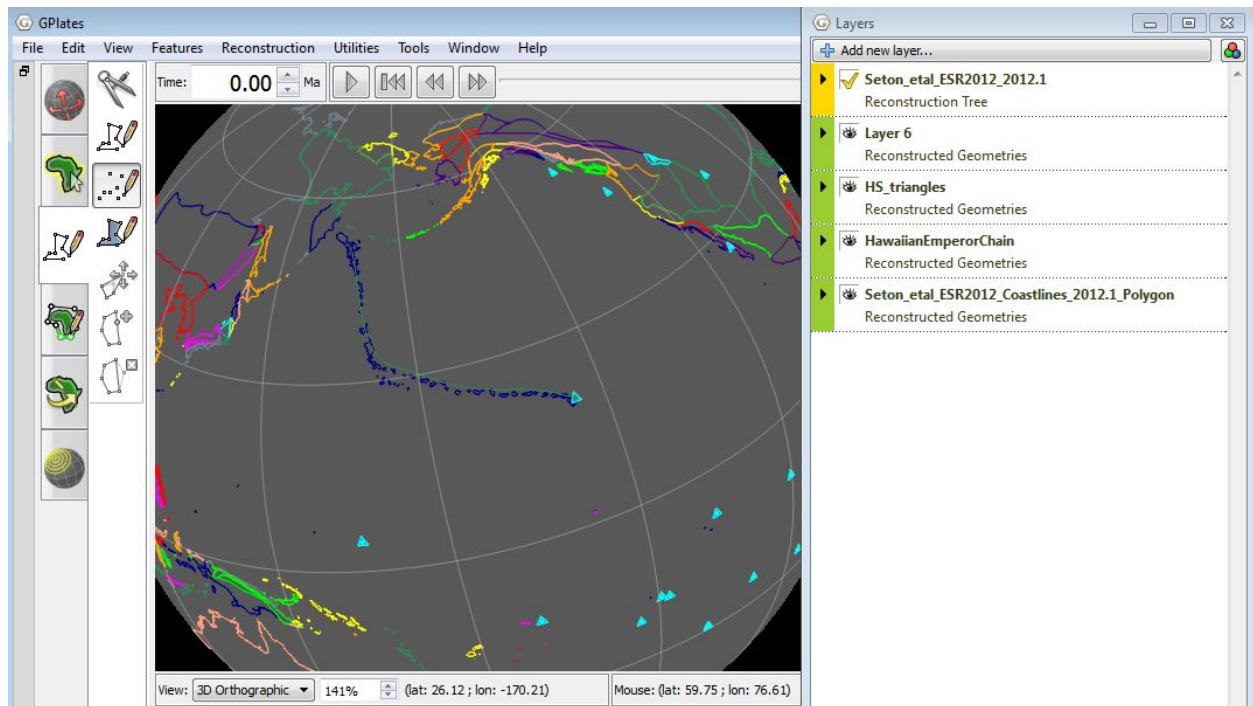 GPlates
File Edit View Features Reconstruction Utilities Tools Window Help
Time: 0.00 Ma
View: 3D Orthographic 141% (lat: 26.12 ; lon: -170.21) Mouse: (lat: 59.75 ; lon: 76.61)
Layers
Add new layer...
Seton_etal_ESR2012_2012.1
Reconstruction Tree
Layer 6
Reconstructed Geometries
HS_triangles
Reconstructed Geometries
HawaiianEmperorChain
Reconstructed Geometries
Seton_etal_ESR2012_Coastlines_2012.1_Polygon
Reconstructed Geometries